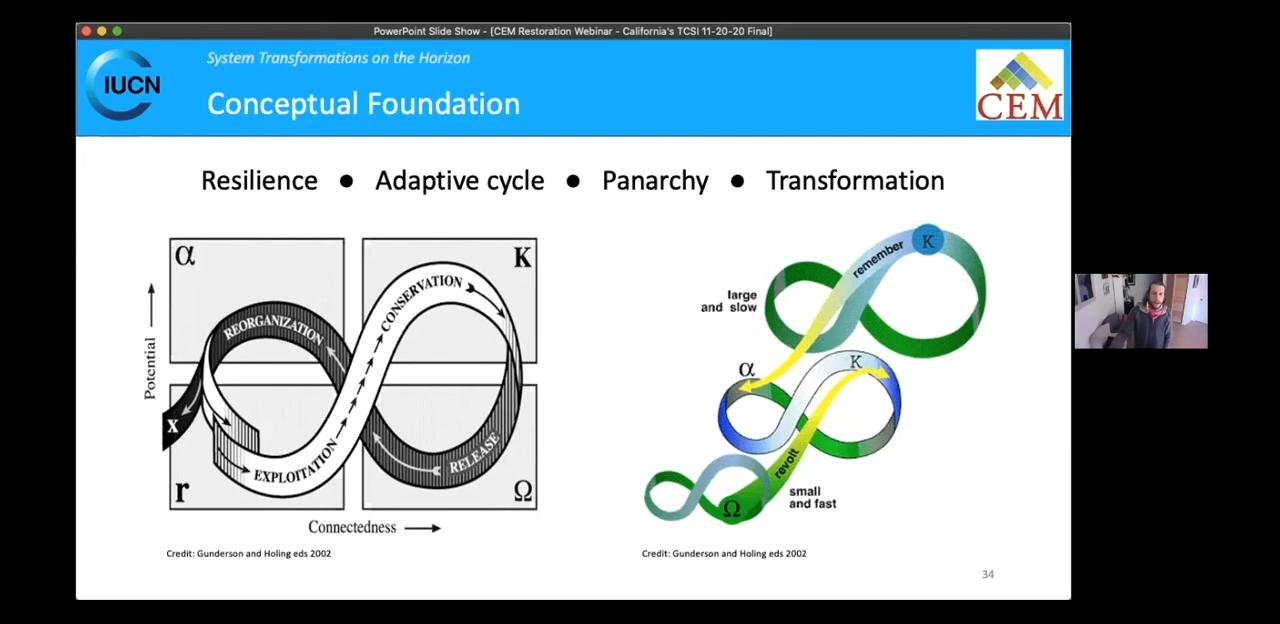 PowerPoint Slide Show - [CEM Restoration Webinar - California's TCSI 11-20-20 Final]
IUCN
System Transformations on the Horizon
Conceptual Foundation
CEM
Resilience ● Adaptive cycle ● Panarchy ● Transformation
α
K
REORGANIZATION
CONSERVATION
Potential
x
EXPLOITATION
RELEASE
r
Ω
Connectedness
Credit: Gunderson and Holing eds 2002
remember
K
large
and slow
α
K
revolt
small
and fast
Ω
Credit: Gunderson and Holing eds 2002
34